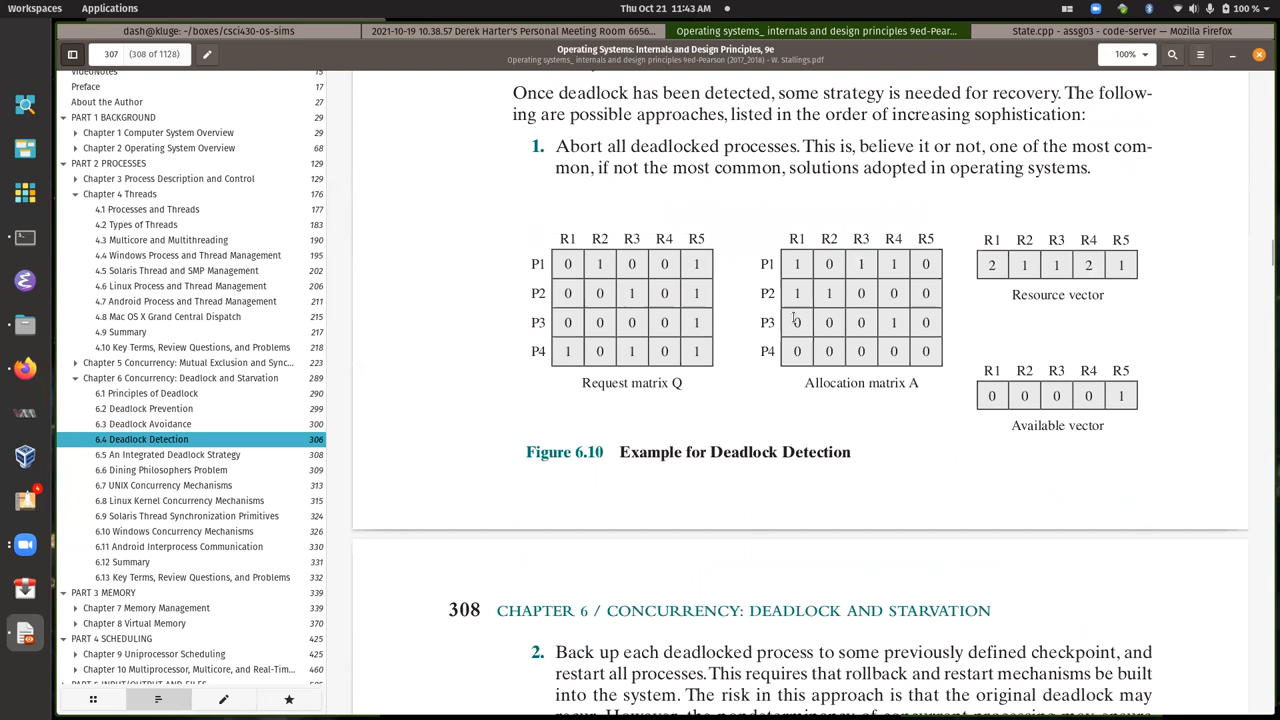 Workspaces Applications Thu Oct 21 11:43 AM 100 %
dash@kluge: ~/boxes/csci430-os-sims 2021-10-19 10.38.57 Derek Harter's Personal Meeting Room 6656... Operating systems_ internals and design principles 9ed-Pear... State.cpp - assg03 - code-server — Mozilla Firefox
307 (308 of 1128) Operating Systems: Internals and Design Principles, 9e 100%
Operating systems_ internals and design principles 9ed-Pearson (2017_2018) - W. Stallings.pdf
VideoNotes 15
Preface 17
About the Author 27
PART 1 BACKGROUND 29
Chapter 1 Computer System Overview 29
Chapter 2 Operating System Overview 68
PART 2 PROCESSES 129
Chapter 3 Process Description and Control 129
Chapter 4 Threads 176
4.1 Processes and Threads 177
4.2 Types of Threads 183
4.3 Multicore and Multithreading 190
4.4 Windows Process and Thread Management 195
4.5 Solaris Thread and SMP Management 202
4.6 Linux Process and Thread Management 206
4.7 Android Process and Thread Management 211
4.8 Mac OS X Grand Central Dispatch 215
4.9 Summary 217
4.10 Key Terms, Review Questions, and Problems 218
Chapter 5 Concurrency: Mutual Exclusion and Sync... 223
Chapter 6 Concurrency: Deadlock and Starvation 289
6.1 Principles of Deadlock 290
6.2 Deadlock Prevention 299
6.3 Deadlock Avoidance 300
6.4 Deadlock Detection 306
6.5 An Integrated Deadlock Strategy 308
6.6 Dining Philosophers Problem 309
6.7 UNIX Concurrency Mechanisms 313
6.8 Linux Kernel Concurrency Mechanisms 315
6.9 Solaris Thread Synchronization Primitives 324
6.10 Windows Concurrency Mechanisms 326
6.11 Android Interprocess Communication 330
6.12 Summary 331
6.13 Key Terms, Review Questions, and Problems 332
PART 3 MEMORY 339
Chapter 7 Memory Management 339
Chapter 8 Virtual Memory 370
PART 4 SCHEDULING 425
Chapter 9 Uniprocessor Scheduling 425
Chapter 10 Multiprocessor, Multicore, and Real-Tim... 460
4
Once deadlock has been detected, some strategy is needed for recovery. The follow-
ing are possible approaches, listed in the order of increasing sophistication:
1. Abort all deadlocked processes. This is, believe it or not, one of the most com-
mon, if not the most common, solutions adopted in operating systems.
R1 R2 R3 R4 R5
P1 0 1 0 0 1
P2 0 0 1 0 1
P3 0 0 0 0 1
P4 1 0 1 0 1
Request matrix Q
R1 R2 R3 R4 R5
P1 1 0 1 1 0
P2 1 1 0 0 0
P3 0 0 0 1 0
P4 0 0 0 0 0
Allocation matrix A
R1 R2 R3 R4 R5
2 1 1 2 1
Resource vector
R1 R2 R3 R4 R5
0 0 0 0 1
Available vector
Figure 6.10 Example for Deadlock Detection
308 CHAPTER 6 / CONCURRENCY: DEADLOCK AND STARVATION
2. Back up each deadlocked process to some previously defined checkpoint, and
restart all processes. This requires that rollback and restart mechanisms be built
into the system. The risk in this approach is that the original deadlock may